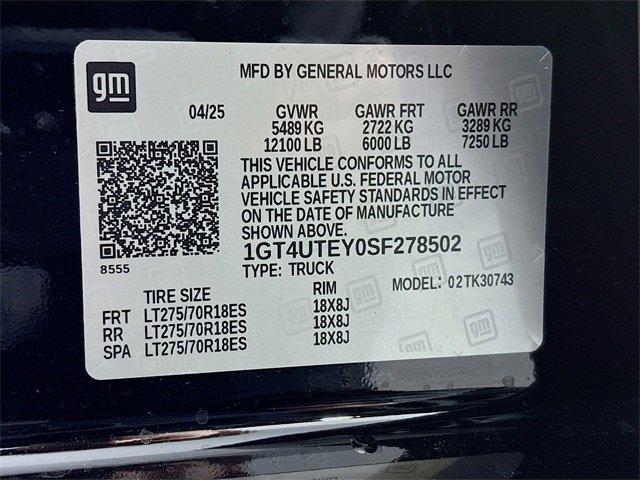 gm
MFD BY GENERAL MOTORS LLC
04/25 GVWR GAWR FRT GAWR RR
5489 KG 2722 KG 3289 KG
12100 LB 6000 LB 7250 LB
THIS VEHICLE CONFORMS TO ALL
APPLICABLE U.S. FEDERAL MOTOR
VEHICLE SAFETY STANDARDS IN EFFECT
ON THE DATE OF MANUFACTURE
SHOWN ABOVE.
1GT4UTEY0SF278502
8555
TYPE: TRUCK
MODEL: 02TK30743
TIRE SIZE RIM
FRT LT275/70R18ES 18X8J
RR LT275/70R18ES 18X8J
SPA LT275/70R18ES 18X8J